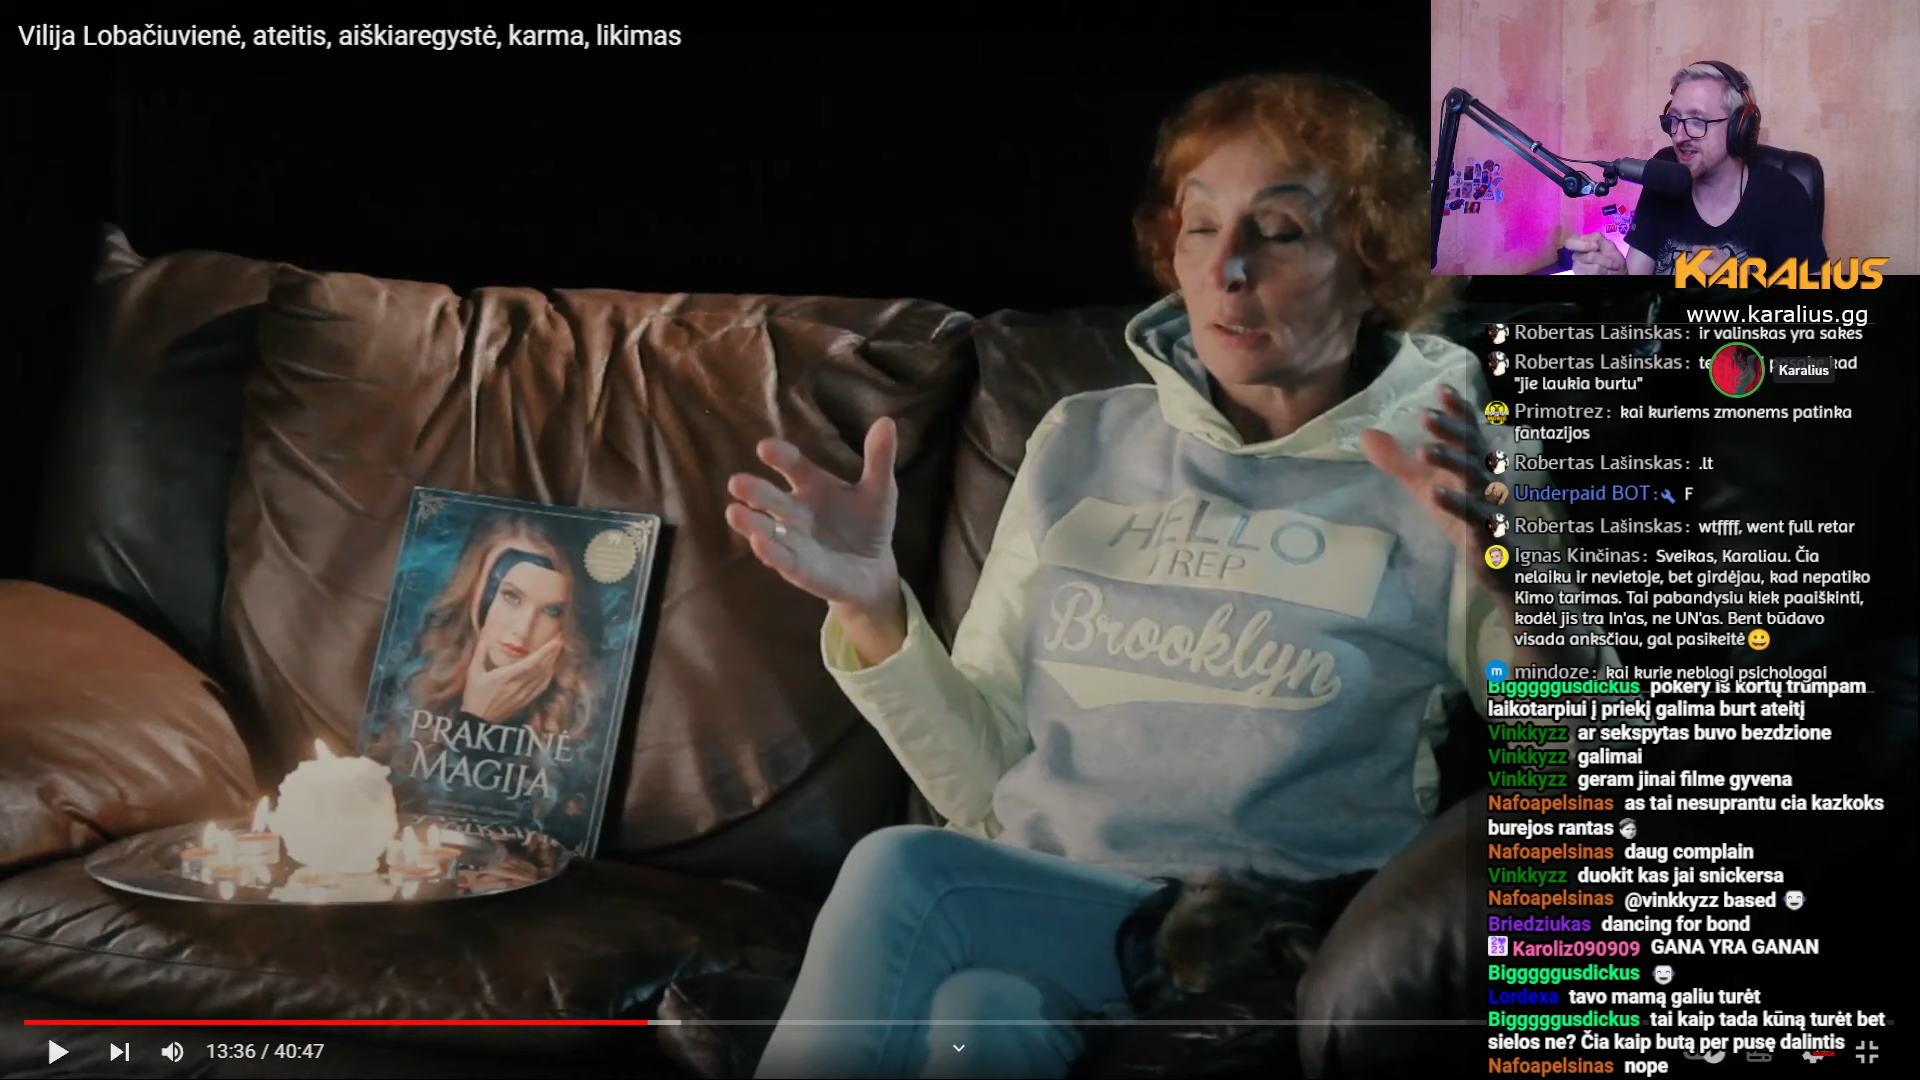 Vilija Lobačiuvienė, ateitis, aiškiaregystė, karma, likimas
KARALIUS
www.karalius.gg
Robertas Lašinskas: ir valinskas yra sakes
Robertas Lašinskas:
Karalius
"jie laukia burtu"
Primotrez: kai kuriems zmonems patinka
fantazijos
Robertas Lašinskas: .lt
Underpaid BOT: F
Robertas Lašinskas: wtffff, went full retar
Ignas Kinčinas: Sveikas, Karaliau. Čia
nelaiku ir nevietoje, bet girdėjau, kad nepatiko
Kimo tarimas. Tai pabandysiu kiek paaiškinti,
kodėl jis tra In'as, ne UN'as. Bent būdavo
visada anksčiau, gal pasikeitė😀
m mindoze: kai kurie neblogi psichologai
Bigggggusdickus pokery iš kortų trumpam
laikotarpiui į priekį galima burt ateitį
Vinkkyzz ar sekspytas buvo bezdzione
Vinkkyzz galimai
Vinkkyzz geram jinai filme gyvena
Nafoapelsinas as tai nesuprantu cia kazkoks
burejos rantas
Nafoapelsinas daug complain
Vinkkyzz duokit kas jai snickersa
Nafoapelsinas @vinkkyzz based
Briedziukas dancing for bond
Karoliz090909 GANA YRA GANAN
Bigggggusdickus
Lordexa tavo mamą galiu turėt
Bigggggusdickus tai kaip tada kūną turėt bet
sielos ne? Čia kaip butą per pusę dalintis
Nafoapelsinas nope
HELLO
I REP
Brooklyn
PRAKTINĖ
MAGIJA
13:36 / 40:47